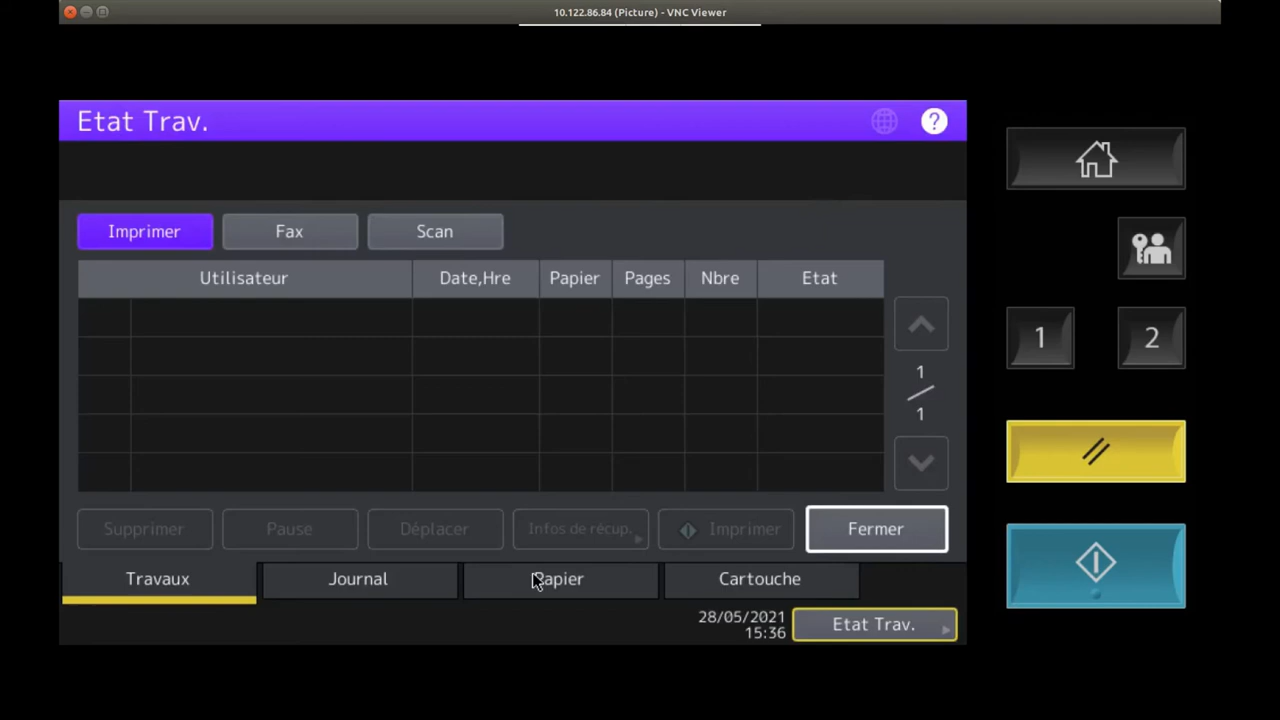 10.122.86.84 (Picture) - VNC Viewer
Etat Trav.
?
Imprimer Fax Scan
Utilisateur Date,Hre Papier Pages Nbre Etat
1
1
1 2
Supprimer Pause Déplacer Infos de récup. Imprimer Fermer
Travaux Journal Papier Cartouche
28/05/2021
15:36
Etat Trav.